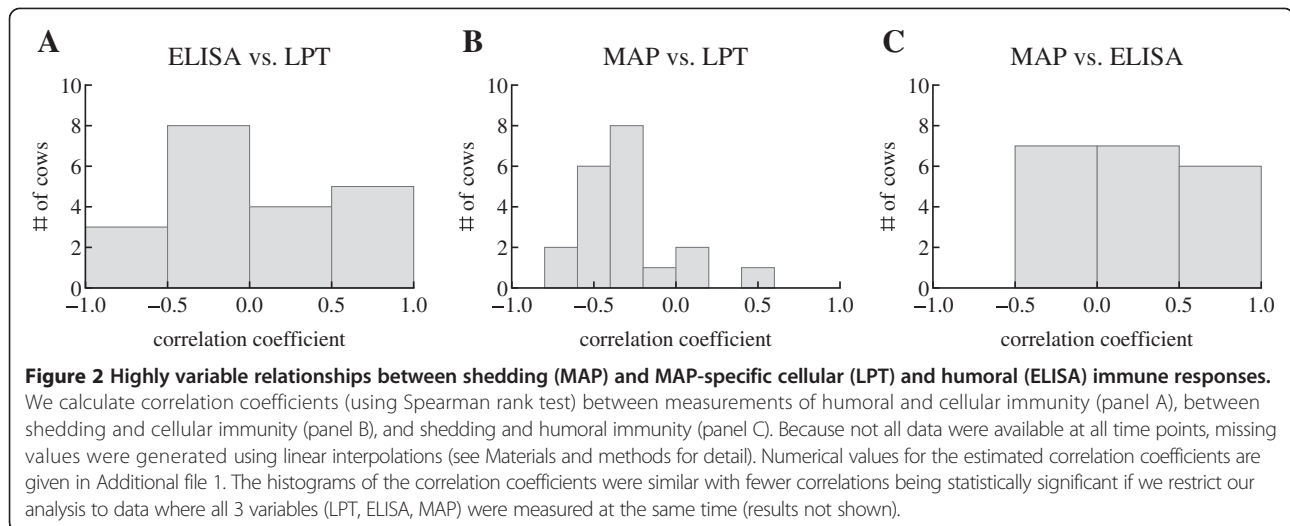 A
ELISA vs. LPT
10
8
6
4
2
0
# of cows
−1.0 −0.5 0.0 0.5 1.0
correlation coefficient
B
MAP vs. LPT
10
8
6
4
2
0
# of cows
−1.0 −0.5 0.0 0.5 1.0
correlation coefficient
C
MAP vs. ELISA
10
8
6
4
2
0
# of cows
−1.0 −0.5 0.0 0.5 1.0
correlation coefficient
Figure 2 Highly variable relationships between shedding (MAP) and MAP-specific cellular (LPT) and humoral (ELISA) immune responses.
We calculate correlation coefficients (using Spearman rank test) between measurements of humoral and cellular immunity (panel A), between
shedding and cellular immunity (panel B), and shedding and humoral immunity (panel C). Because not all data were available at all time points, missing
values were generated using linear interpolations (see Materials and methods for detail). Numerical values for the estimated correlation coefficients are
given in Additional file 1. The histograms of the correlation coefficients were similar with fewer correlations being statistically significant if we restrict our
analysis to data where all 3 variables (LPT, ELISA, MAP) were measured at the same time (results not shown).